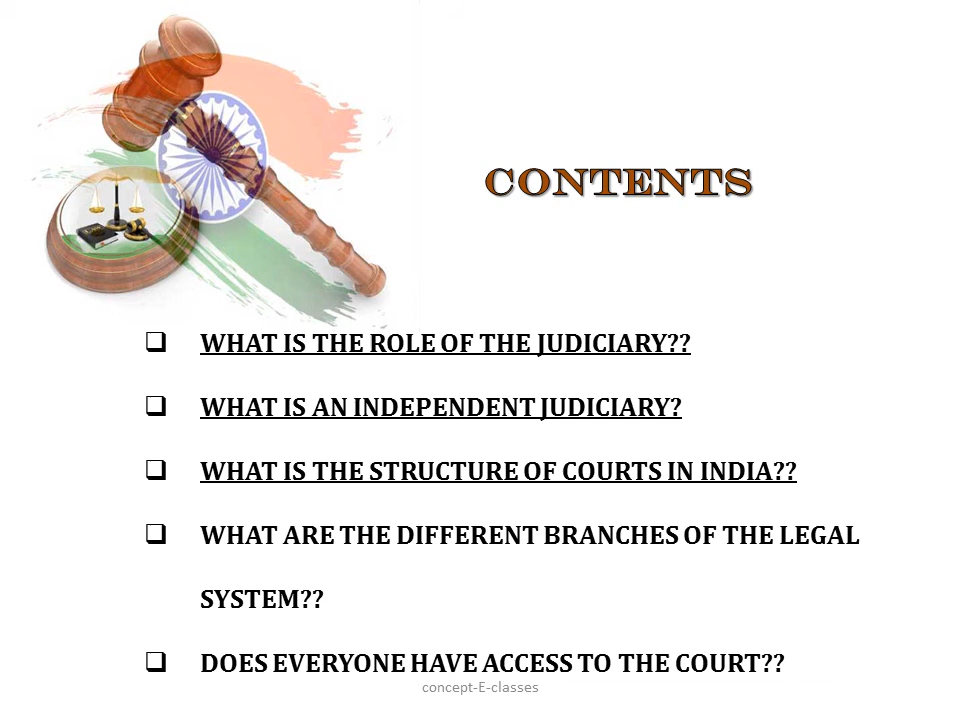 CONTENTS
WHAT IS THE ROLE OF THE JUDICIARY??
WHAT IS AN INDEPENDENT JUDICIARY?
WHAT IS THE STRUCTURE OF COURTS IN INDIA??
WHAT ARE THE DIFFERENT BRANCHES OF THE LEGAL
SYSTEM??
DOES EVERYONE HAVE ACCESS TO THE COURT??
concept-E-classes